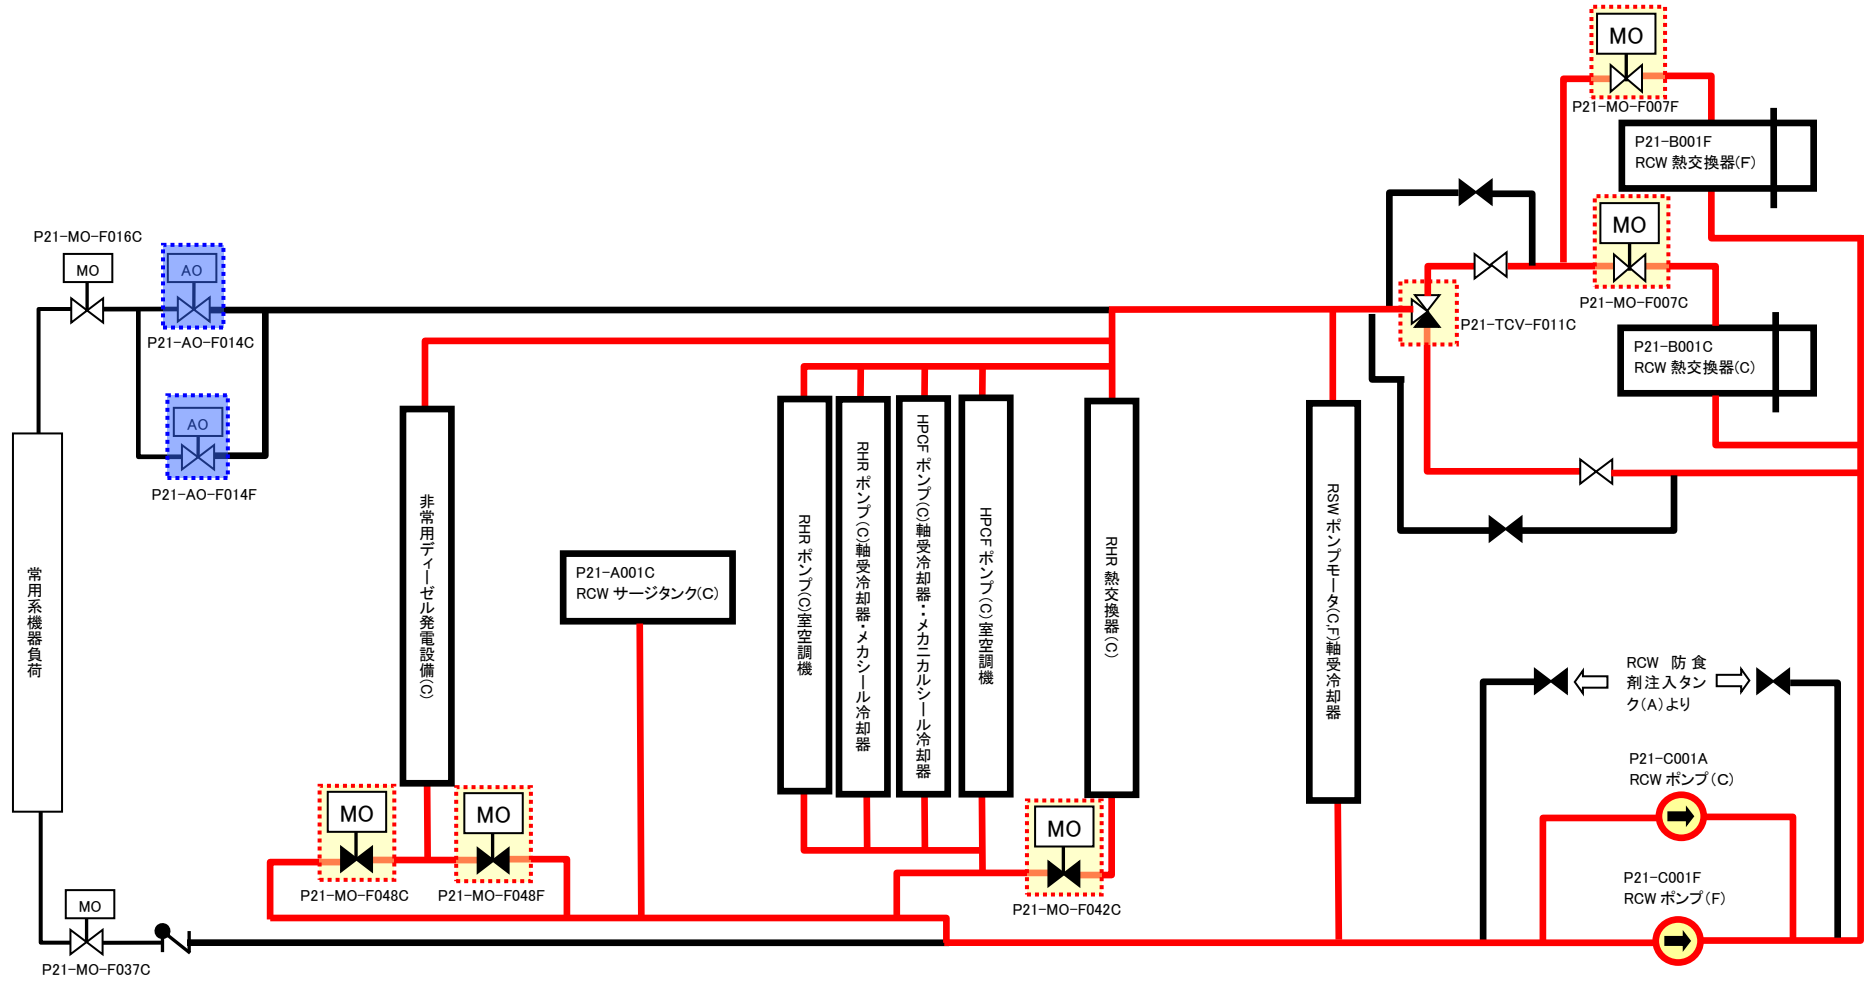 MO
P21-MO-F007F
P21-B001F
RCW 熱交換器(F)
MO
P21-MO-F007C
P21-MO-F016C
MO
AO
P21-AO-F014C
P21-TCV-F011C
P21-B001C
RCW 熱交換器(C)
AO
P21-AO-F014F
常用系機器負荷
非常用ディーゼル発電設備(C)
P21-A001C
RCW サージタンク(C)
RHR ポンプ(C)室空調機
RHR ポンプ(C)軸受冷却器・メカシール冷却器
HPCF ポンプ(C)軸受冷却器・・メカニカルシール冷却器
HPCF ポンプ(C)室空調機
RHR 熱交換器(C)
RSW ポンプモータ(C,F)軸受冷却器
RCW 防食
剤注入タン
ク(A)より
P21-C001A
RCW ポンプ(C)
MO
MO
MO
P21-MO-F048C
P21-MO-F048F
P21-MO-F042C
P21-C001F
RCW ポンプ(F)
MO
P21-MO-F037C